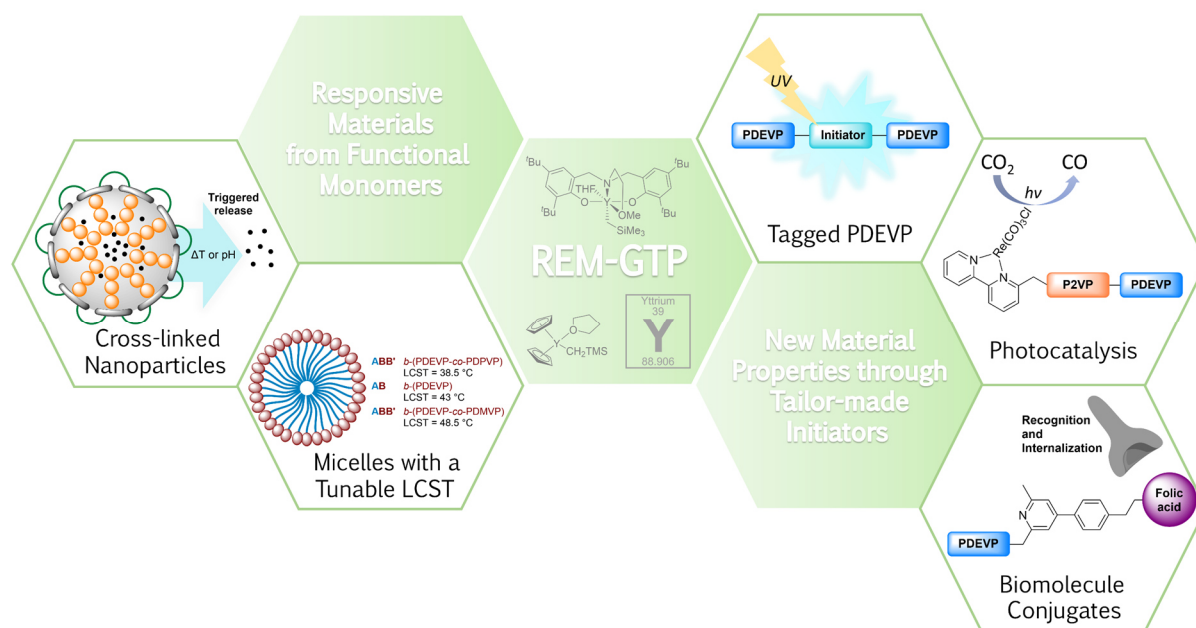 Responsive
Materials
from Functional
Monomers
Triggered
release
ΔT or pH
Cross-linked
Nanoparticles
ABB' b-(PDEVP-co-PDPVP)
LCST = 38.5 °C
AB b-(PDEVP)
LCST = 43 °C
ABB' b-(PDEVP-co-PDMVP)
LCST = 48.5 °C
Micelles with a
Tunable LCST
tBu
tBu
THF
N
O
Y
O
OMe
tBu
tBu
SiMe3
REM-GTP
O
Y
CH2TMS
Yttrium
39
Y
88.906
UV
PDEVP
Initiator
PDEVP
Tagged PDEVP
New Material
Properties through
Tailor-made
Initiators
CO2
CO
hν
Re(CO)3Cl
N
N
P2VP
PDEVP
Photocatalysis
Recognition
and
Internalization
Folic
acid
N
PDEVP
Biomolecule
Conjugates